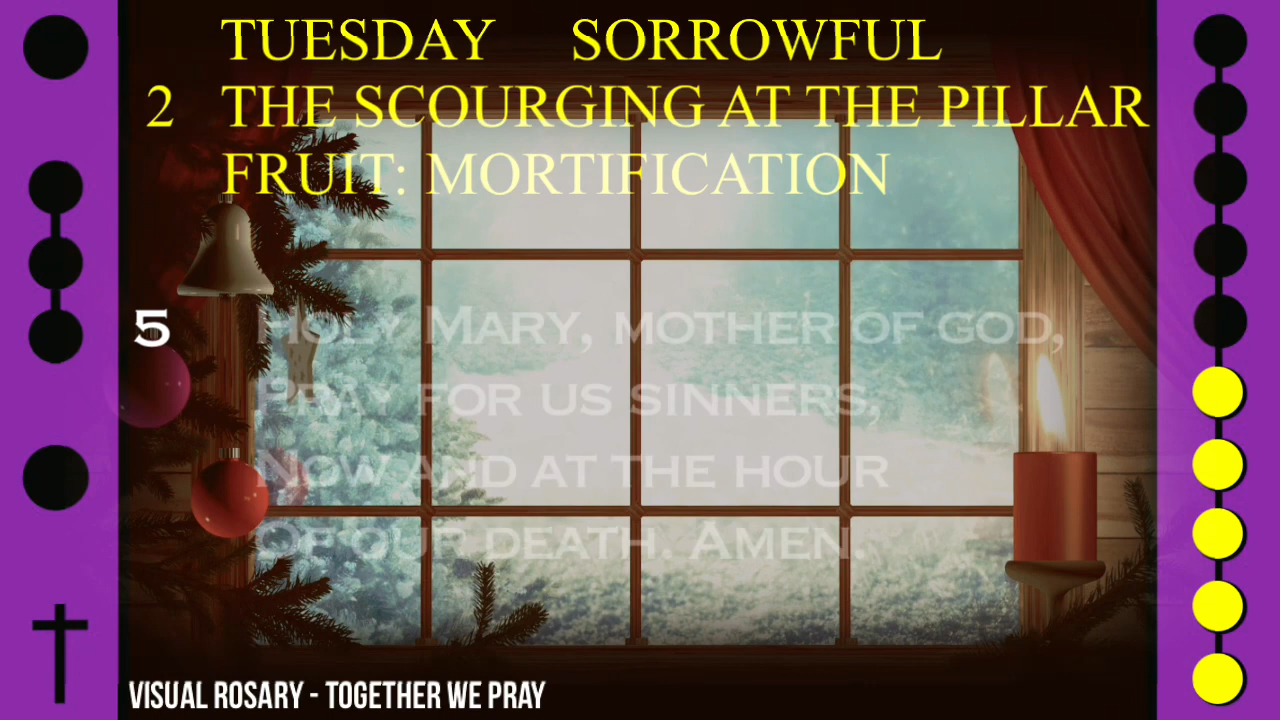 TUESDAY SORROWFUL
2 THE SCOURGING AT THE PILLAR
FRUIT: MORTIFICATION
5 HOLY MARY, MOTHER OF GOD,
PRAY FOR US SINNERS,
NOW AND AT THE HOUR
OF OUR DEATH. AMEN.
VISUAL ROSARY - TOGETHER WE PRAY